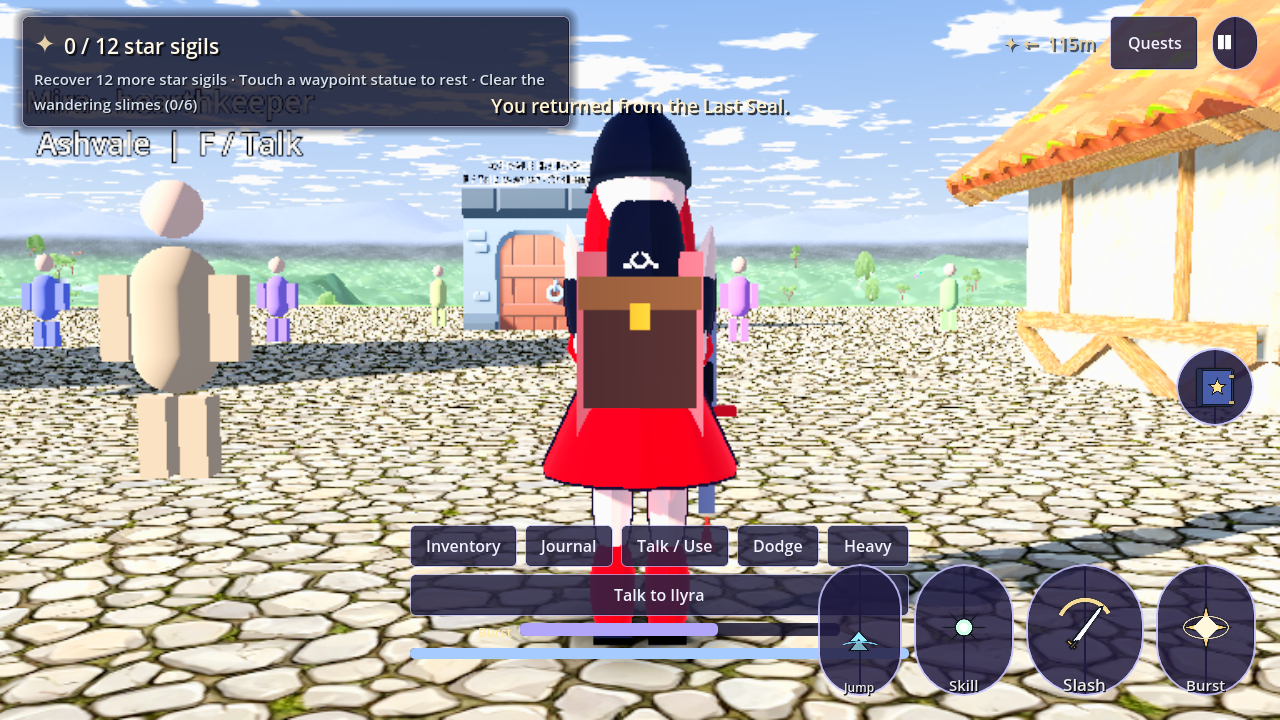 0 / 12 star sigils
Recover 12 more star sigils · Touch a waypoint statue to rest · Clear the
wandering slimes (0/6)
Ashvale | F / Talk
You returned from the Last Seal.
115m
Quests
Inventory
Journal
Talk / Use
Dodge
Heavy
Talk to Ilyra
Jump
Skill
Slash
Burst